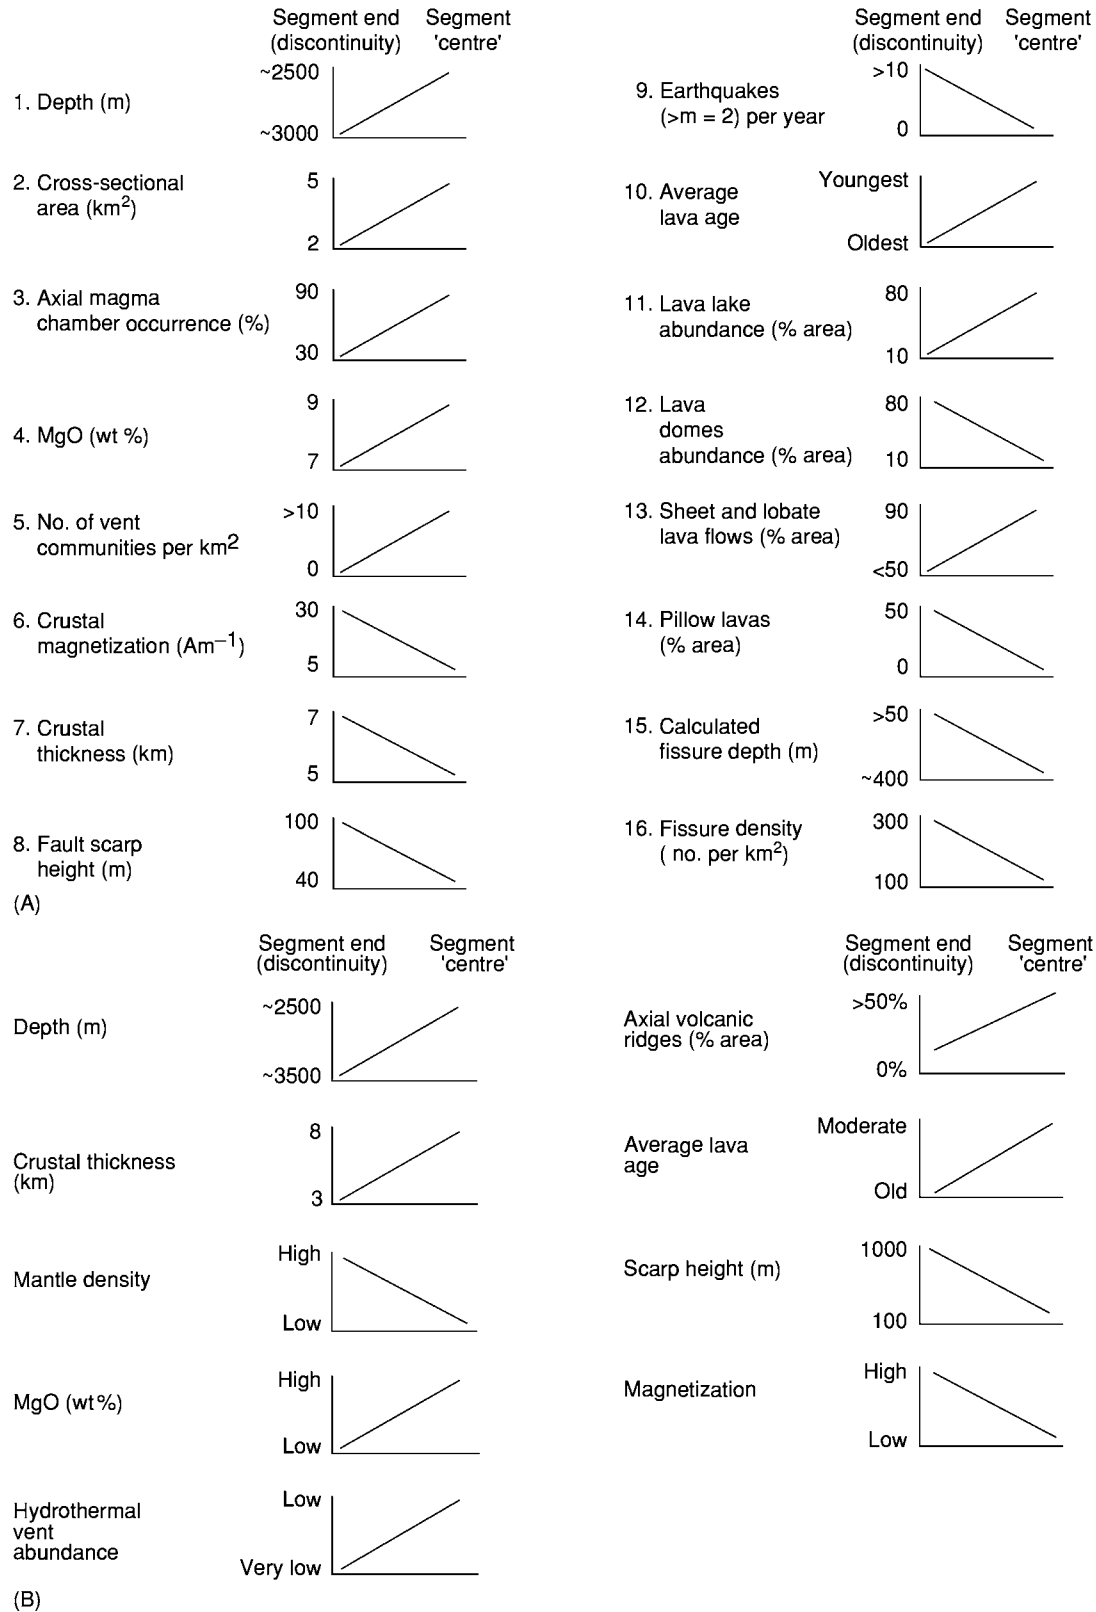 Segment end Segment
(discontinuity) 'centre'
~2500
1. Depth (m)
~3000
2. Cross-sectional
area (km²)
5
2
3. Axial magma
chamber occurrence (%)
90
30
4. MgO (wt %)
9
7
5. No. of vent
communities per km²
>10
0
6. Crustal
magnetization (Am⁻¹)
30
5
7. Crustal
thickness (km)
7
5
8. Fault scarp
height (m)
100
40
(A)
Segment end Segment
(discontinuity) 'centre'
9. Earthquakes
(>m = 2) per year
>10
0
10. Average
lava age
Youngest
Oldest
11. Lava lake
abundance (% area)
80
10
12. Lava
domes
abundance (% area)
80
10
13. Sheet and lobate
lava flows (% area)
90
<50
14. Pillow lavas
(% area)
50
0
15. Calculated
fissure depth (m)
>50
~400
16. Fissure density
( no. per km²)
300
100
Segment end Segment
(discontinuity) 'centre'
Depth (m)
~2500
~3500
Crustal thickness
(km)
8
3
Mantle density
High
Low
MgO (wt%)
High
Low
Hydrothermal
vent
abundance
Low
Very low
(B)
Segment end Segment
(discontinuity) 'centre'
Axial volcanic
ridges (% area)
>50%
0%
Average lava
age
Moderate
Old
Scarp height (m)
1000
100
Magnetization
High
Low